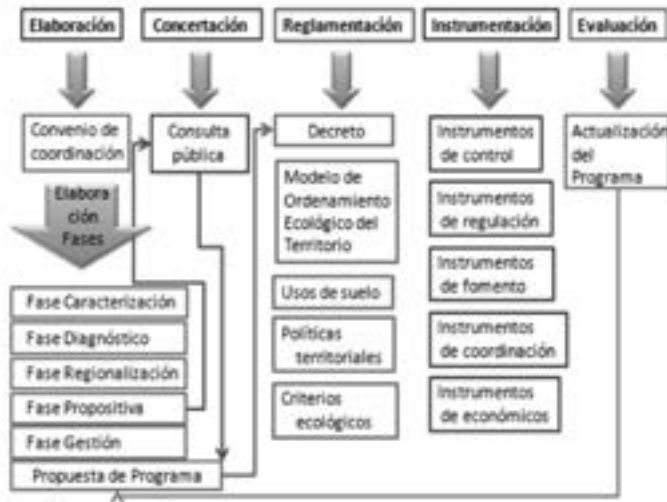 Elaboración
Concertación
Reglamentación
Instrumentación
Evaluación
Convenio de
coordinación
Elabora
ción
Fases
Fase Caracterización
Fase Diagnóstico
Fase Regionalización
Fase Propositiva
Fase Gestión
Propuesta de Programa
Consulta
pública
Decreto
Modelo de
Ordenamiento
Ecológico del
Territorio
Usos de suelo
Políticas
territoriales
Criterios
ecológicos
Instrumentos
de control
Instrumentos
de regulación
Instrumentos
de fomento
Instrumentos
de coordinación
Instrumentos
de económicos
Actualización
del
Programa